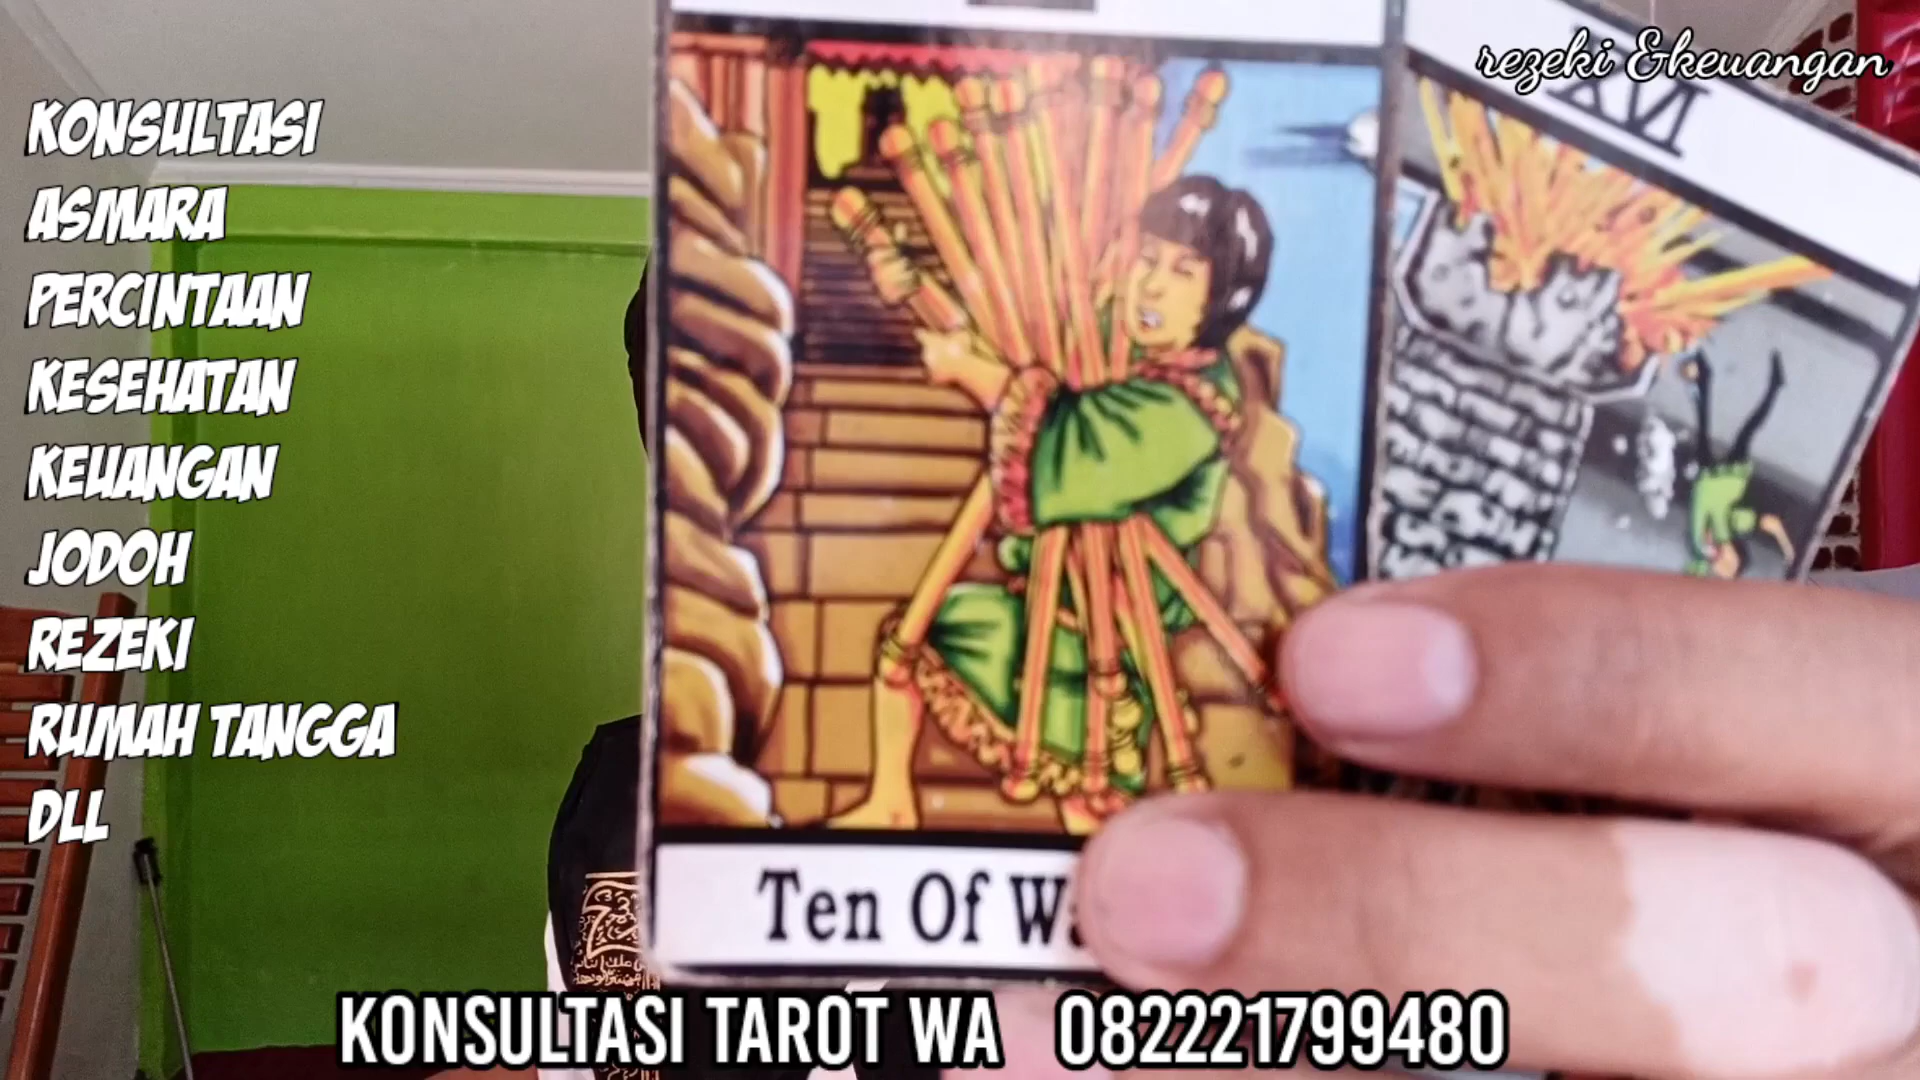 rezeki &keuangan
KONSULTASI
ASMARA
PERCINTAAN
KESEHATAN
KEUANGAN
JODOH
REZEKI
RUMAH TANGGA
DLL
XVI
Ten Of
KONSULTASI TAROT WA 082221799480